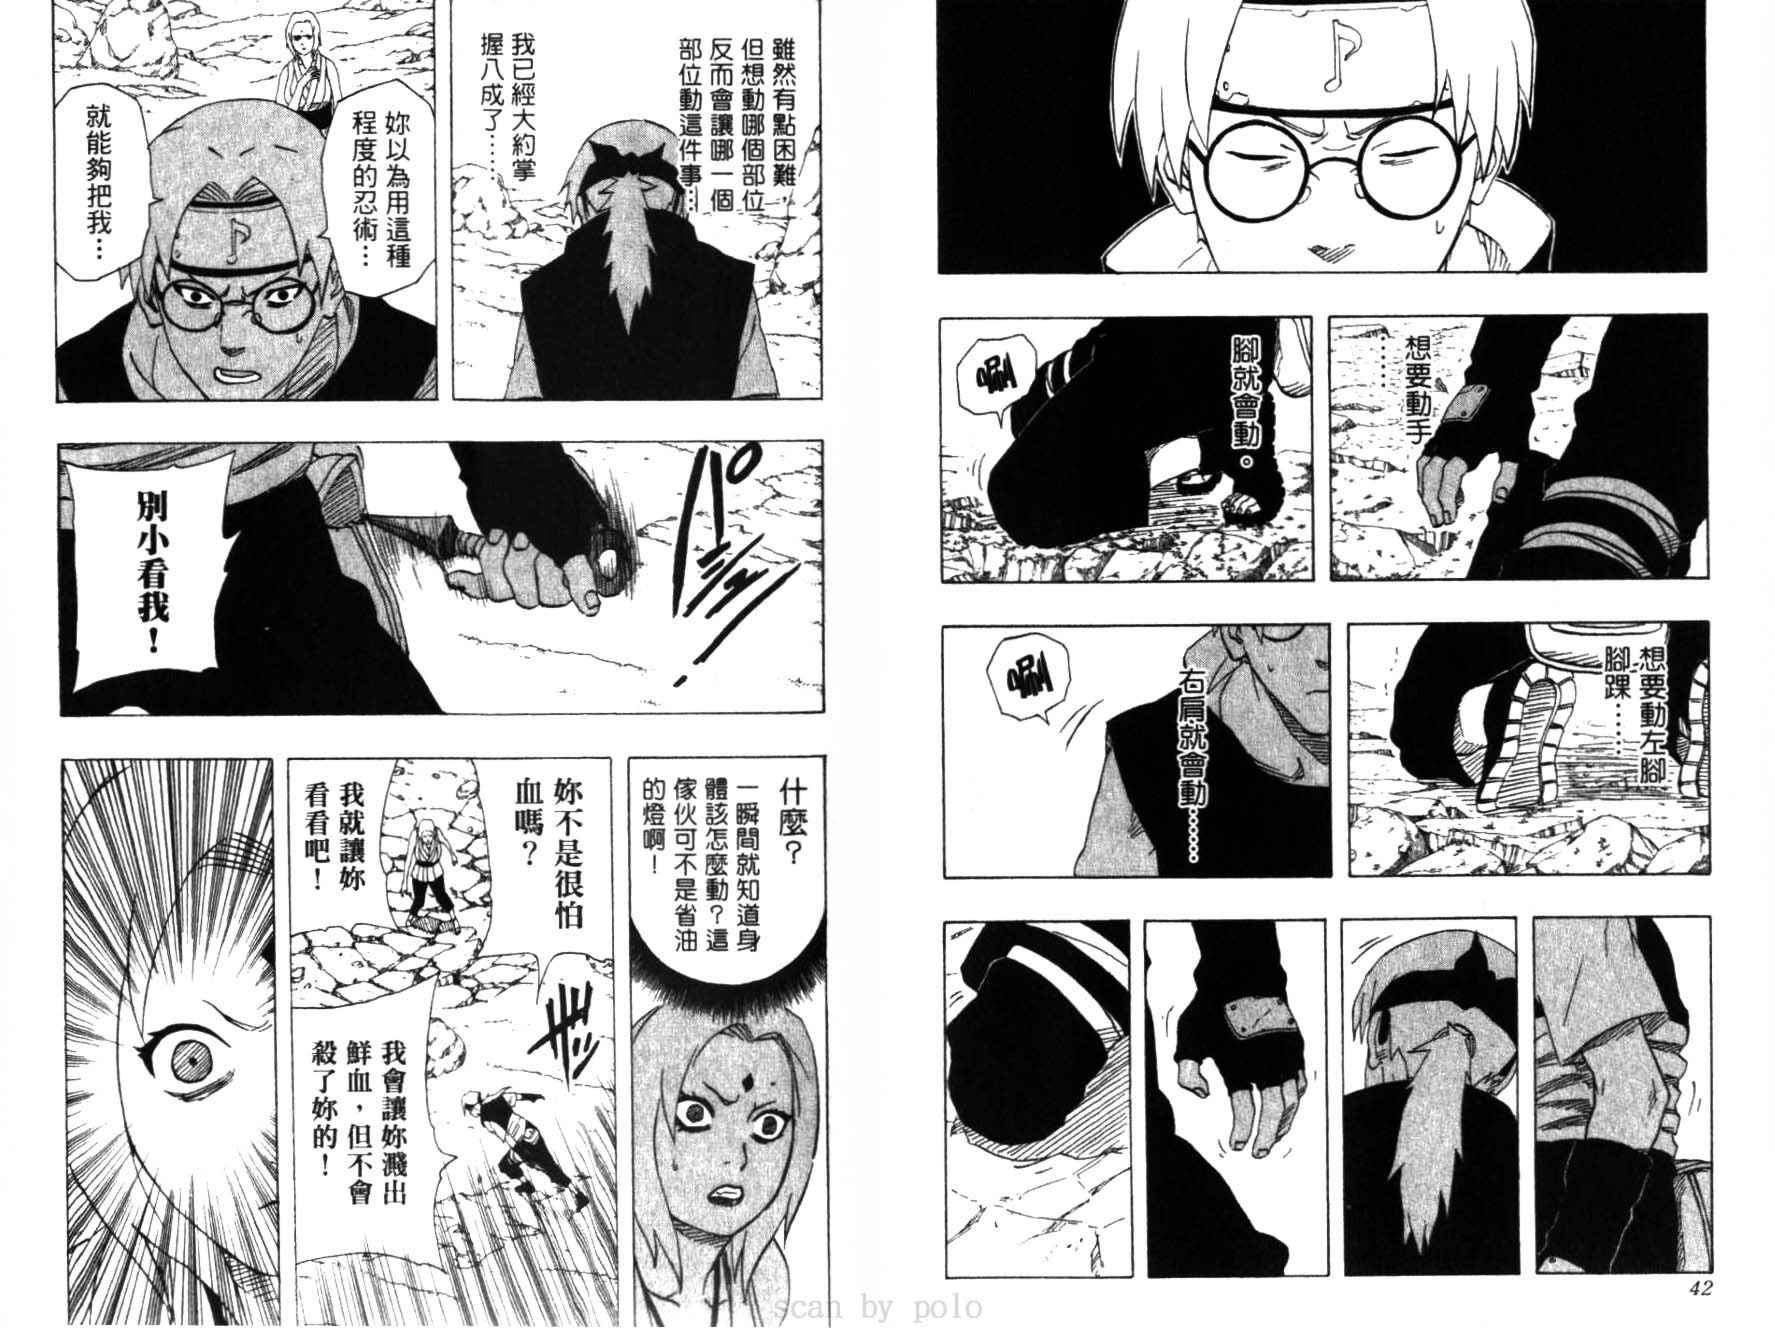 想要動手
……
腳就會動。
唰
想要動左腳
腳踝……
右肩就會動……
唰
42
雖然有點困難，
但想動哪個部位
反而會讓哪一個
部位動這件事…
我已經大約掌
握八成了……
妳以為用這種
程度的忍術…
就能夠把我…
別小看我！
什麼？
一瞬間就知道身
體該怎麼動？這
傢伙可不是省油
的燈啊！
妳不是很怕
血嗎？
我就讓妳
看看吧！
我會讓妳濺出
鮮血，但不會
殺了妳的！
scan by polo